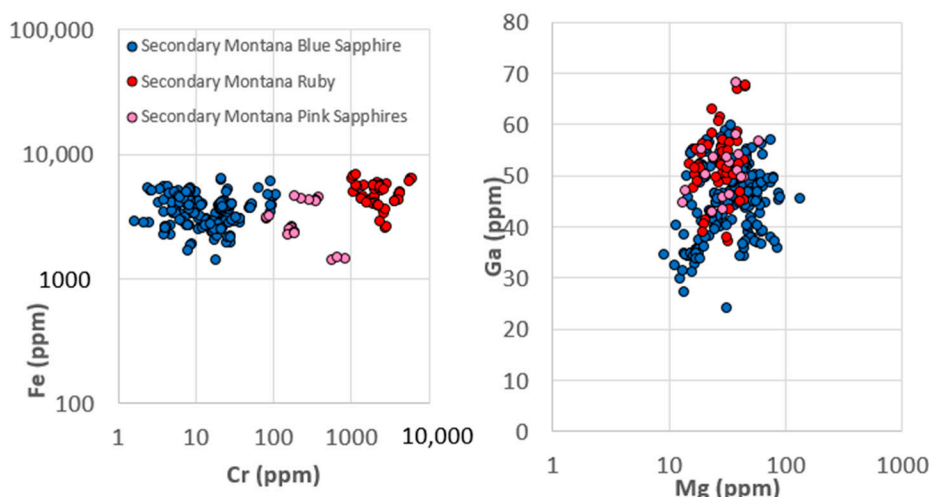 100,000
10,000
1000
100
Fe (ppm)
Secondary Montana Blue Sapphire
Secondary Montana Ruby
Secondary Montana Pink Sapphires
1 10 100 1000 10,000
Cr (ppm)
80
70
60
50
40
30
20
10
0
Ga (ppm)
1 10 100 1000
Mg (ppm)